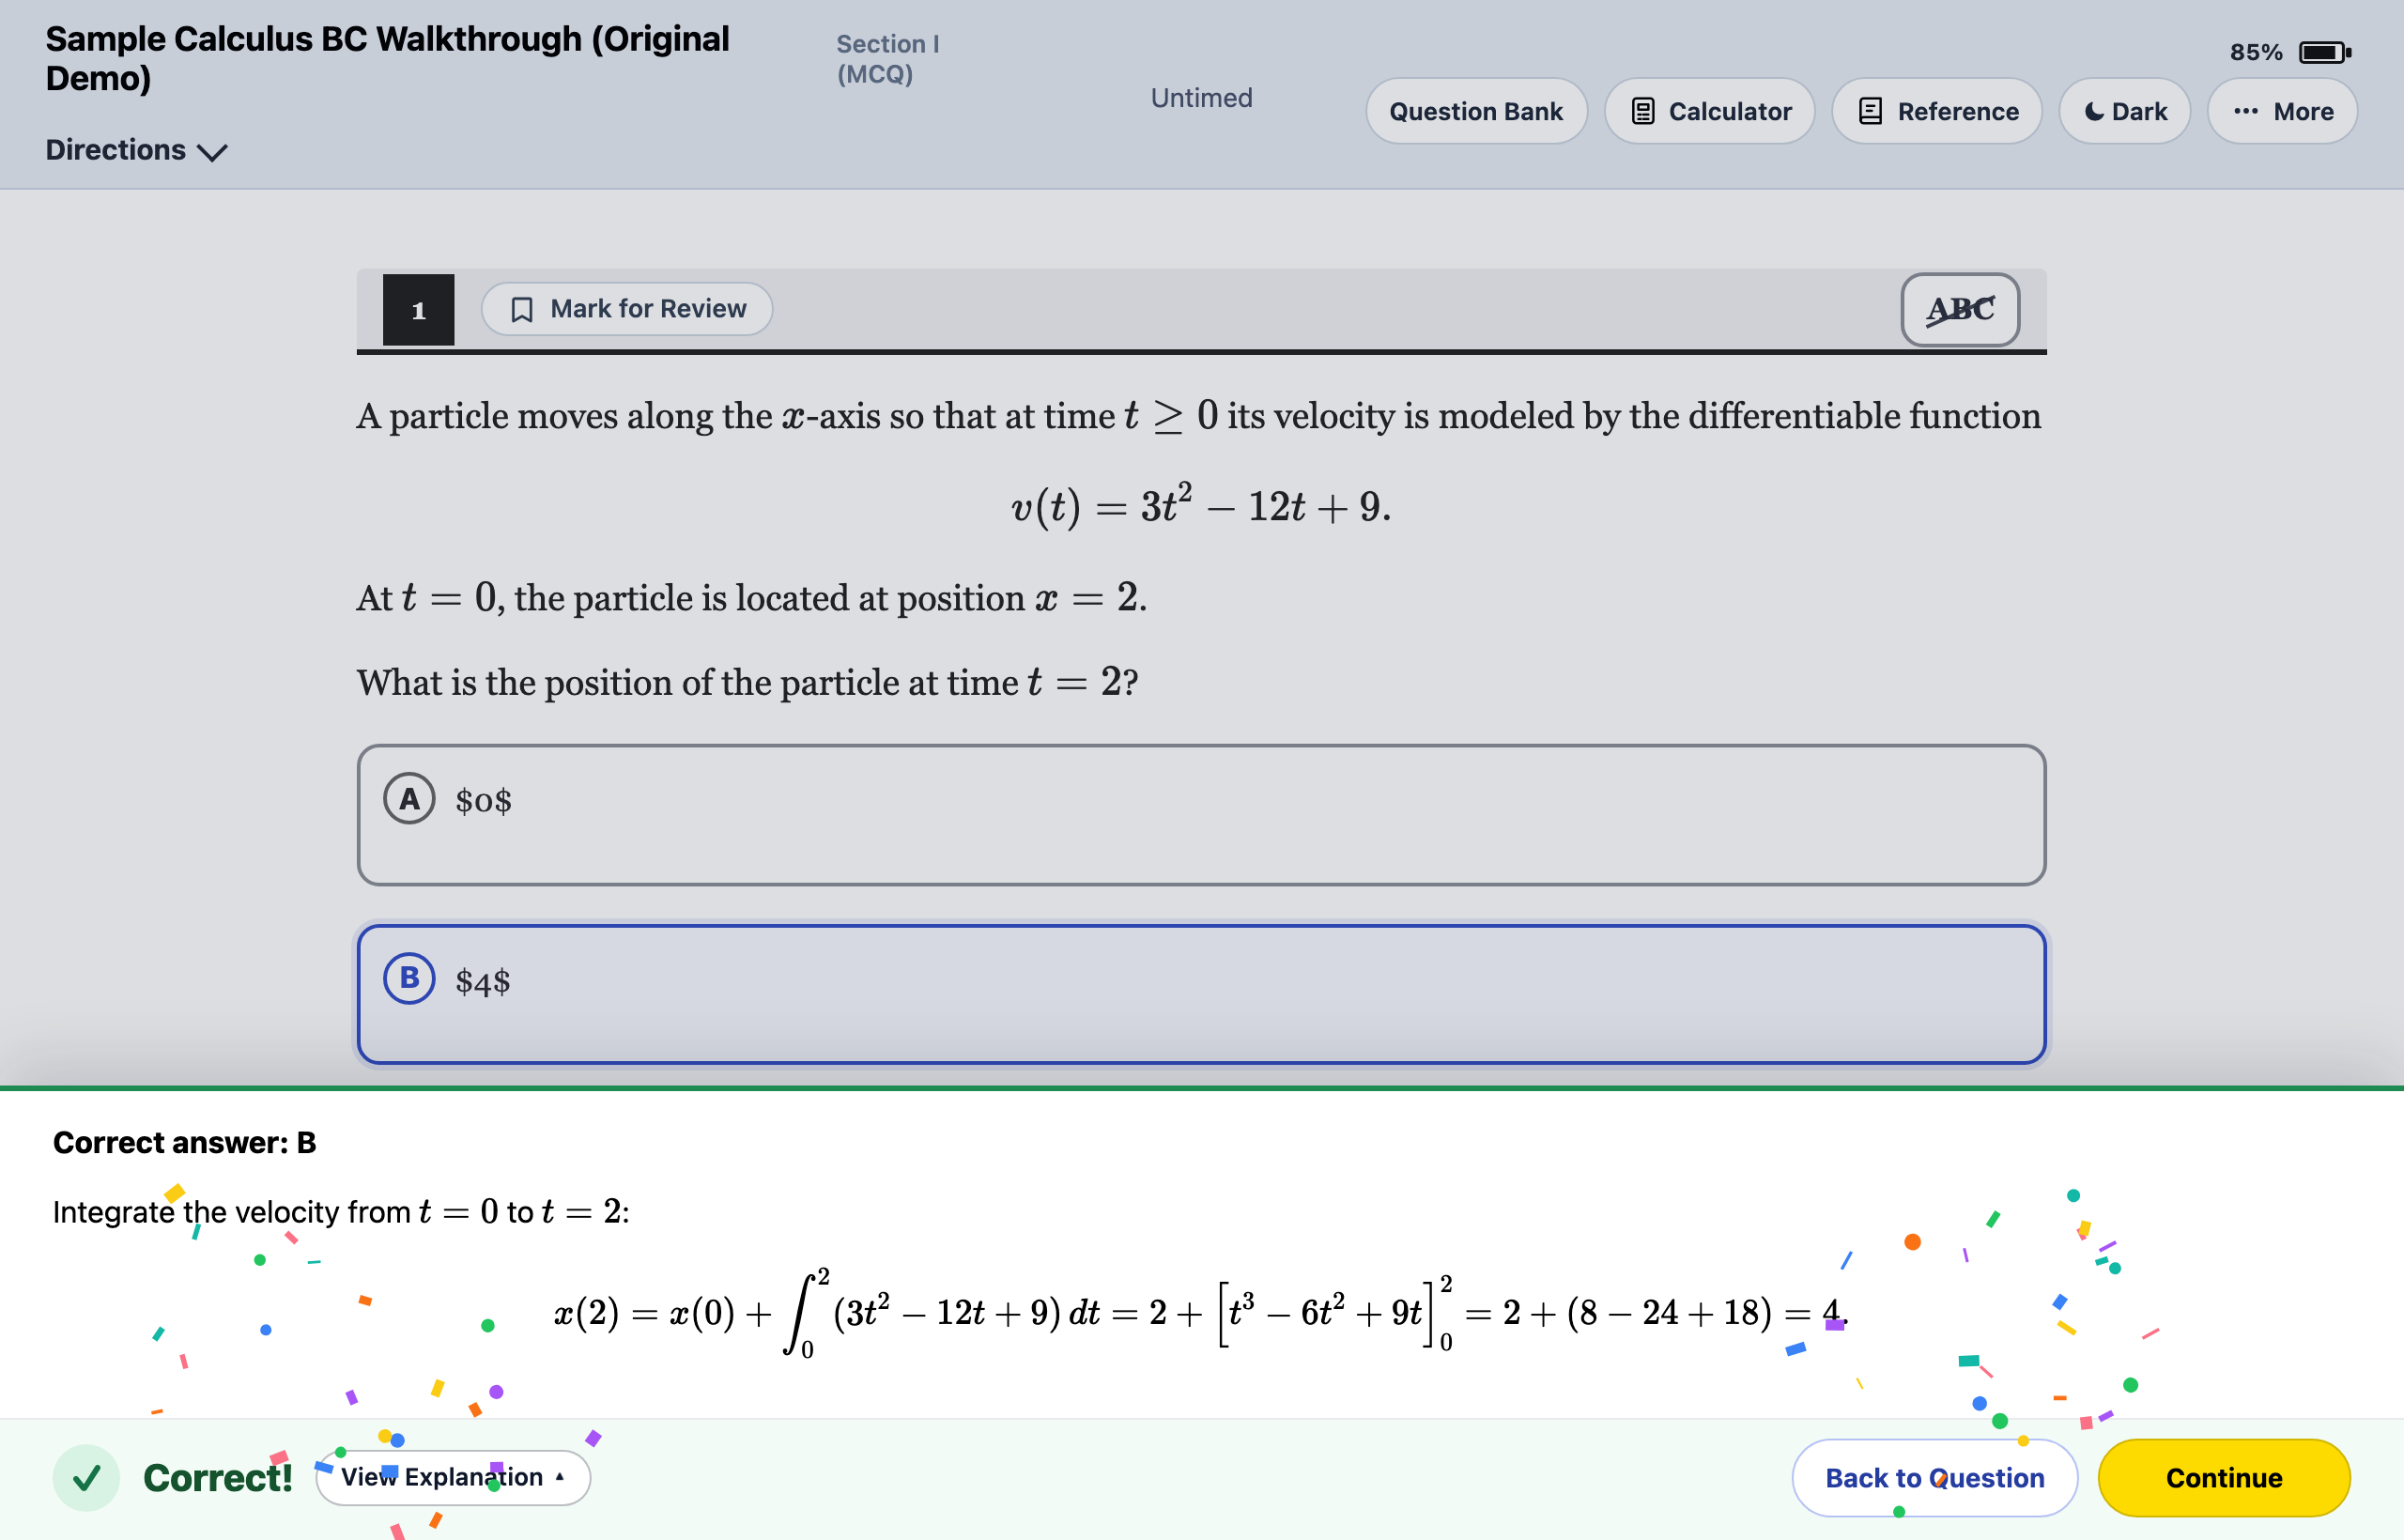 Sample Calculus BC Walkthrough (Original
Demo)
Directions
Section I
(MCQ)
Untimed
85%
Question Bank
Calculator
Reference
Dark
••• More
1
Mark for Review
ABC
A particle moves along the x-axis so that at time t ≥ 0 its velocity is modeled by the differentiable function
v(t) = 3t² − 12t + 9.
At t = 0, the particle is located at position x = 2.
What is the position of the particle at time t = 2?
A $0$
B $4$
Correct answer: B
Integrate the velocity from t = 0 to t = 2:
x(2) = x(0) + ∫₀² (3t² − 12t + 9) dt = 2 + [t³ − 6t² + 9t]₀² = 2 + (8 − 24 + 18) = 4.
Correct!
View Explanation ▲
Back to Question
Continue